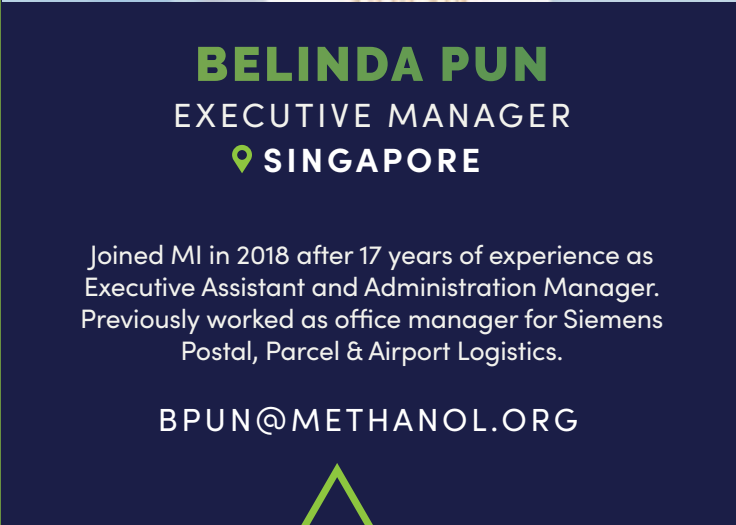 BELINDA PUN
EXECUTIVE MANAGER
SINGAPORE
Joined MI in 2018 after 17 years of experience as
Executive Assistant and Administration Manager.
Previously worked as office manager for Siemens
Postal, Parcel & Airport Logistics.
BPUN@METHANOL.ORG